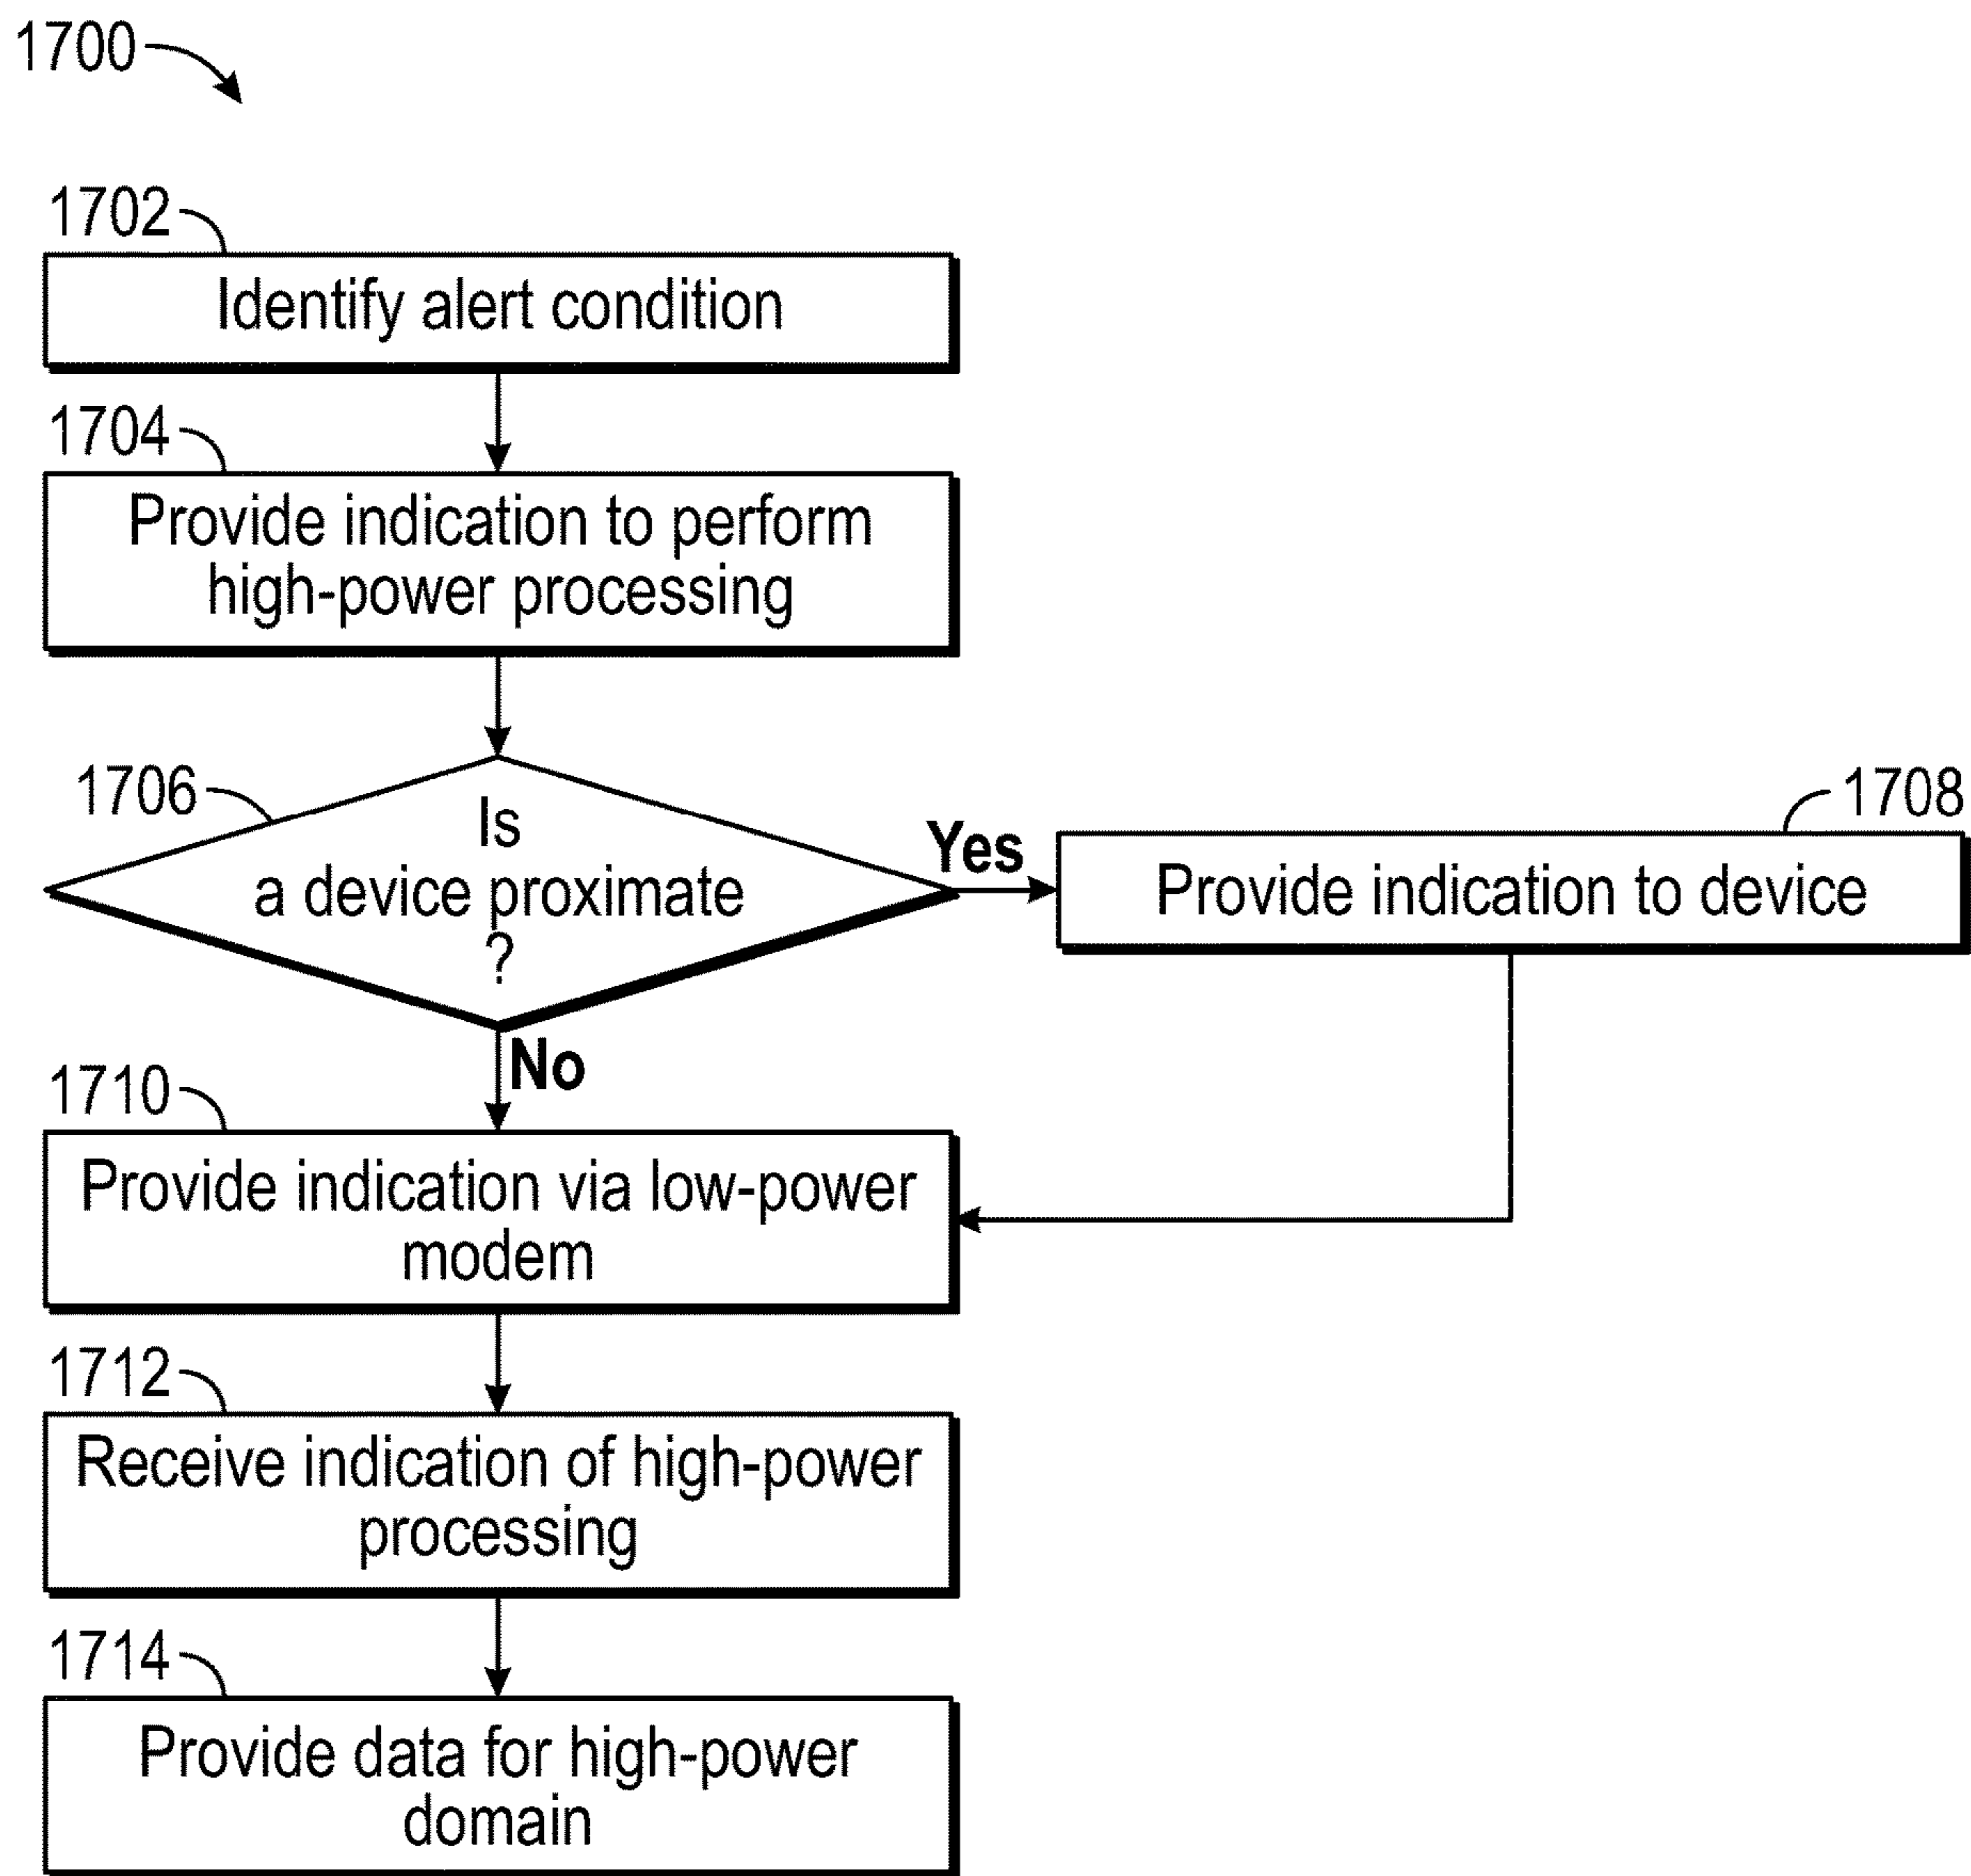 1700
1702
Identify alert condition
1704
Provide indication to perform
high-power processing
1706
Is
a device proximate
?
Yes
1708
Provide indication to device
No
1710
Provide indication via low-power
modem
1712
Receive indication of high-power
processing
1714
Provide data for high-power
domain